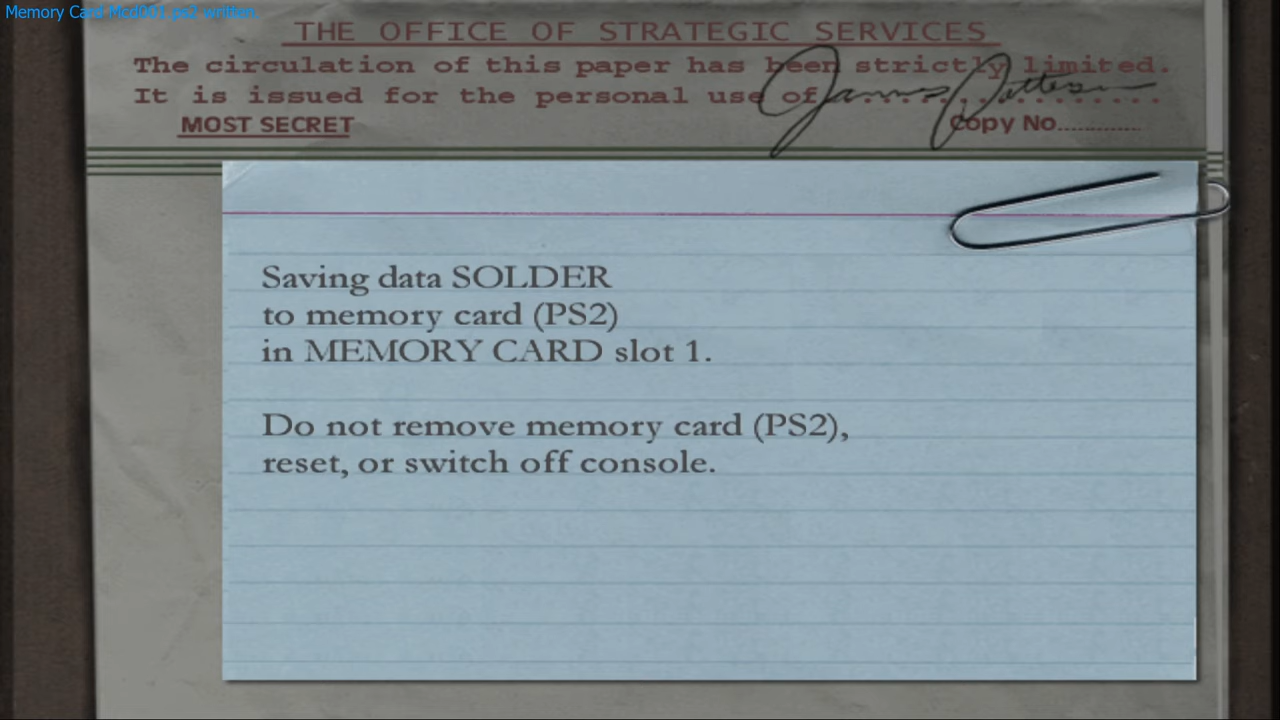 Memory Card Mcd001.ps2 written.
THE OFFICE OF STRATEGIC SERVICES
The circulation of this paper has been strictly limited.
It is issued for the personal use of..................
James Patterson
MOST SECRET
Copy No.............
Saving data SOLDER
to memory card (PS2)
in MEMORY CARD slot 1.
Do not remove memory card (PS2),
reset, or switch off console.